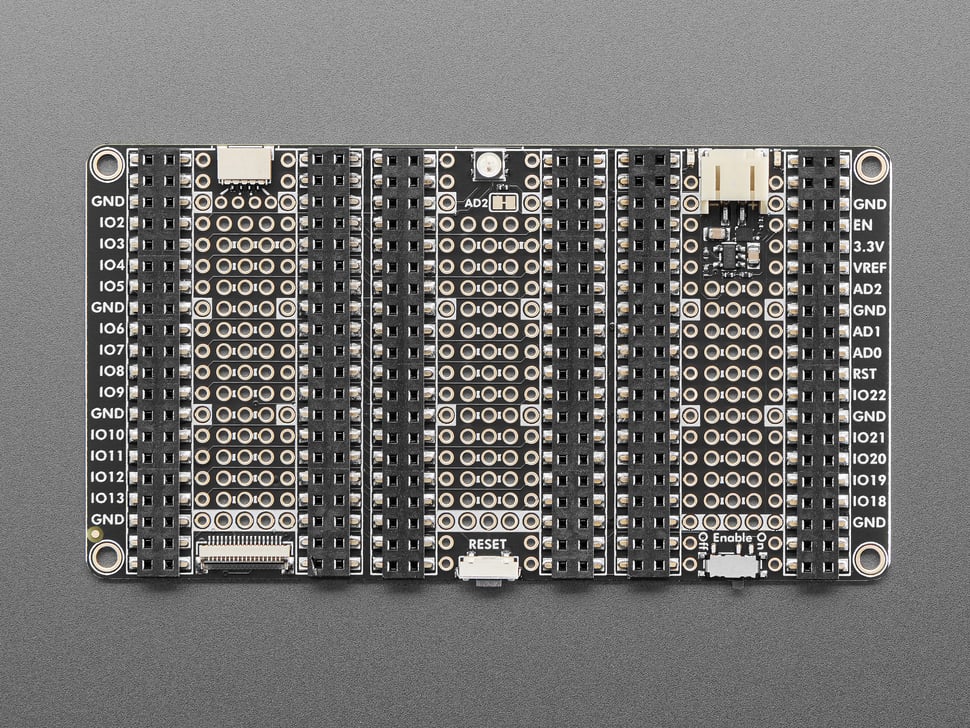 GND
IO2
IO3
IO4
IO5
GND
IO6
IO7
IO8
IO9
GND
IO10
IO11
IO12
IO13
GND
AD2
RESET
Off Enable On
GND
EN
3.3V
VREF
AD2
GND
AD1
AD0
RST
IO22
GND
IO21
IO20
IO19
IO18
GND